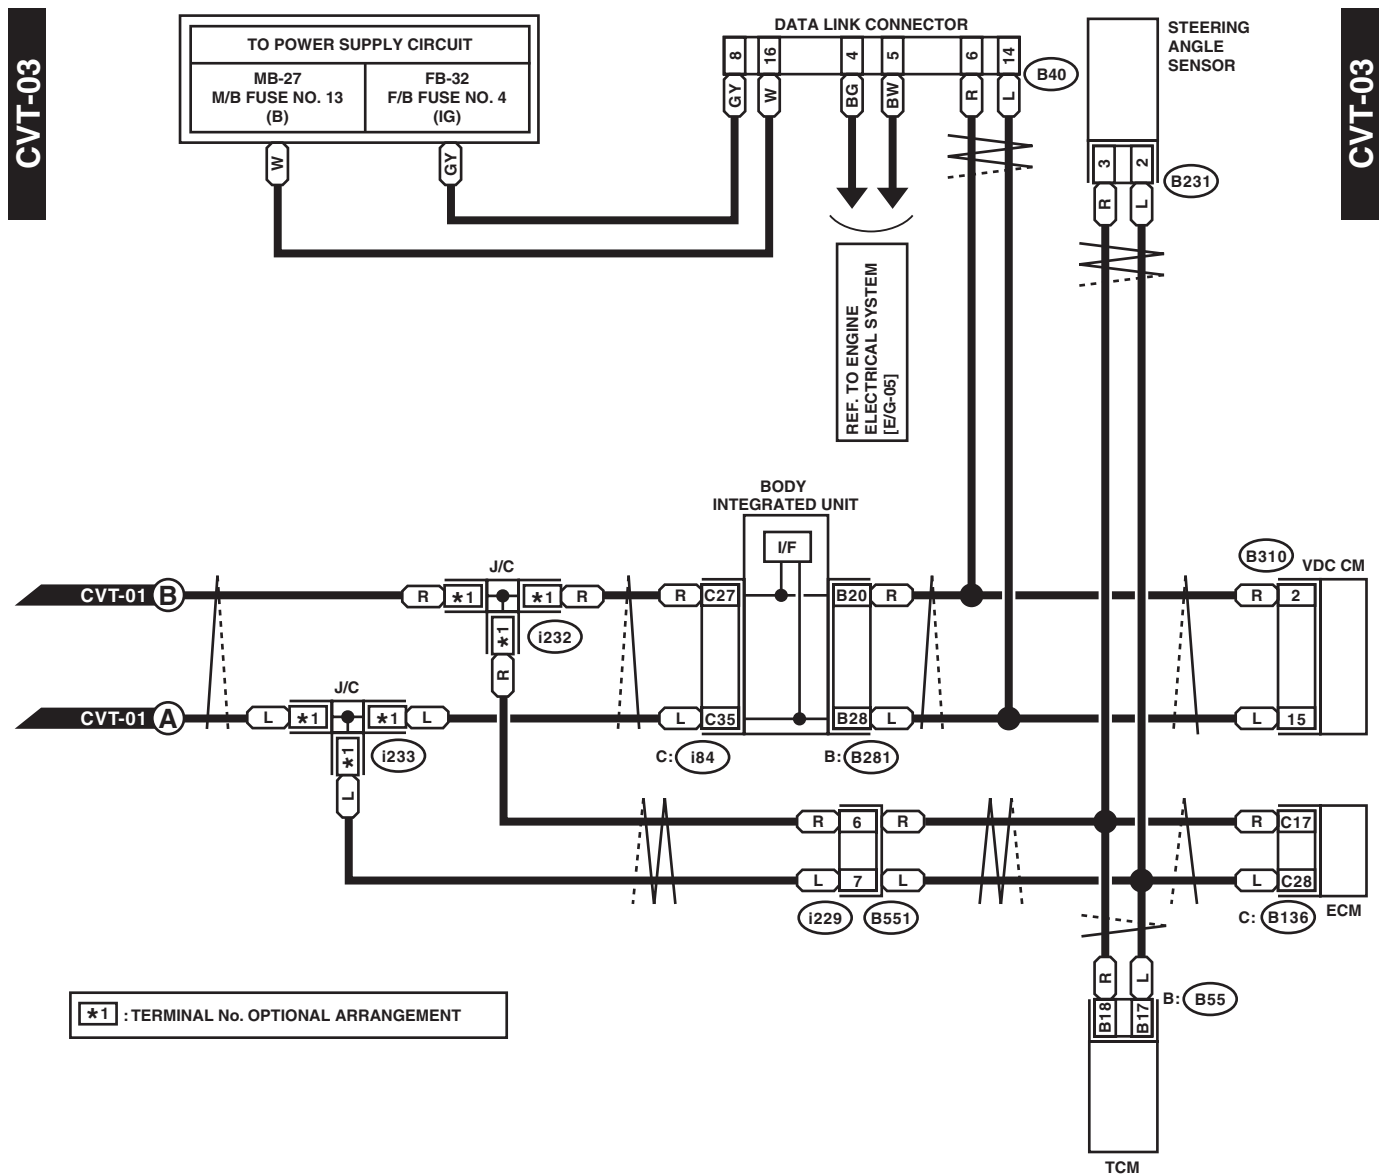 CVT-03
CVT-03
TO POWER SUPPLY CIRCUIT
MB-27
M/B FUSE NO. 13
(B)
FB-32
F/B FUSE NO. 4
(IG)
W
GY
DATA LINK CONNECTOR
8
16
4
5
6
14
B40
GY
W
BG
BW
R
L
STEERING
ANGLE
SENSOR
3
2
B231
R
L
REF. TO ENGINE
ELECTRICAL SYSTEM
[E/G-05]
BODY
INTEGRATED UNIT
I/F
B310
VDC CM
CVT-01 B
J/C
R
*1
*1
R
*1
i232
R
R
C27
B20
R
R
2
CVT-01 A
J/C
L
*1
*1
L
*1
i233
L
L
C35
B28
L
L
15
C: i84
B: B281
R
6
R
R
C17
L
7
L
L
C28
i229
B551
C: B136
ECM
R
L
B: B55
B18
B17
*1 : TERMINAL No. OPTIONAL ARRANGEMENT
TCM